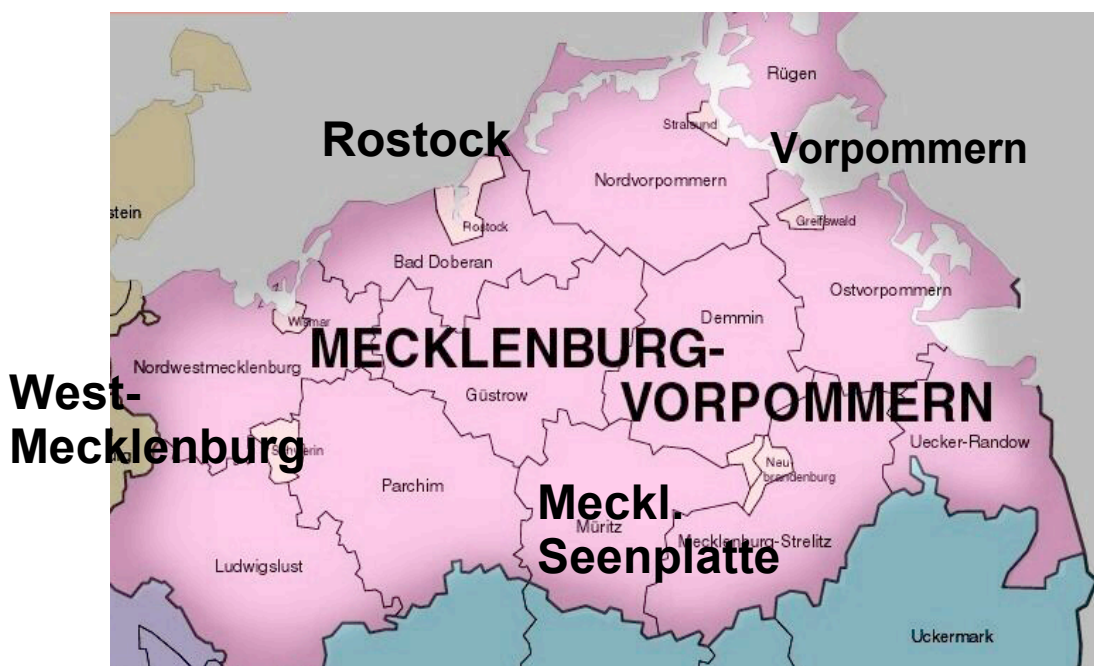 Rügen
Rostock
Stralsund
Vorpommern
Nordvorpommern
stein
Greifswald
Rostock
Bad Doberan
Ostvorpommern
Wismar
Demmin
MECKLENBURG-
Nordwestmecklenburg
West-
Güstrow
VORPOMMERN
Mecklenburg
Schwerin
Uecker-Randow
Neu-
brandenburg
Parchim
Meckl.
Müritz
Mecklenburg-Strelitz
Seenplatte
Ludwigslust
Uckermark